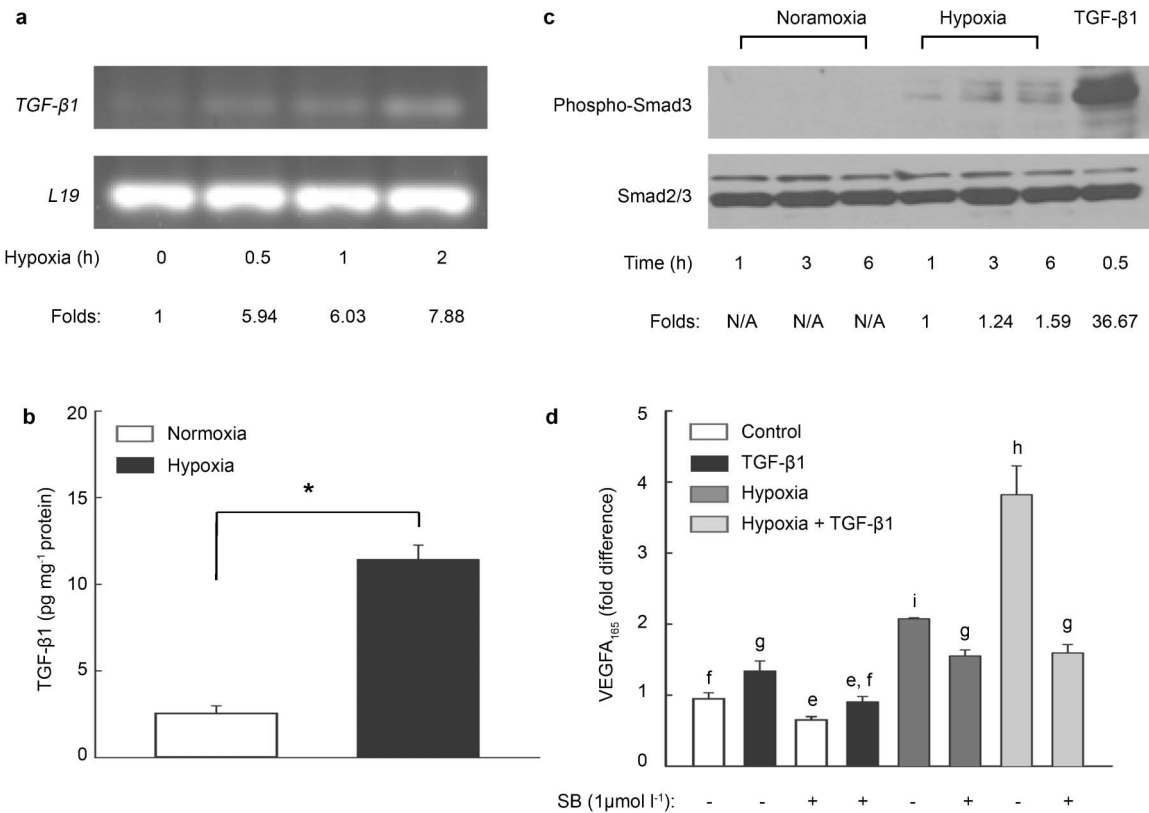 a
TGF-β1
L19
Hypoxia (h) 0 0.5 1 2
Folds: 1 5.94 6.03 7.88
c
Noramoxia Hypoxia TGF-β1
Phospho-Smad3
Smad2/3
Time (h) 1 3 6 1 3 6 0.5
Folds: N/A N/A N/A 1 1.24 1.59 36.67
b
20
15
10
5
0
TGF-β1 (pg mg⁻¹ protein)
Normoxia
Hypoxia
*
d
5
4
3
2
1
0
VEGFA₁₆₅ (fold difference)
Control
TGF-β1
Hypoxia
Hypoxia + TGF-β1
f g e e, f i g h g
SB (1µmol l⁻¹): - - + + - + - +